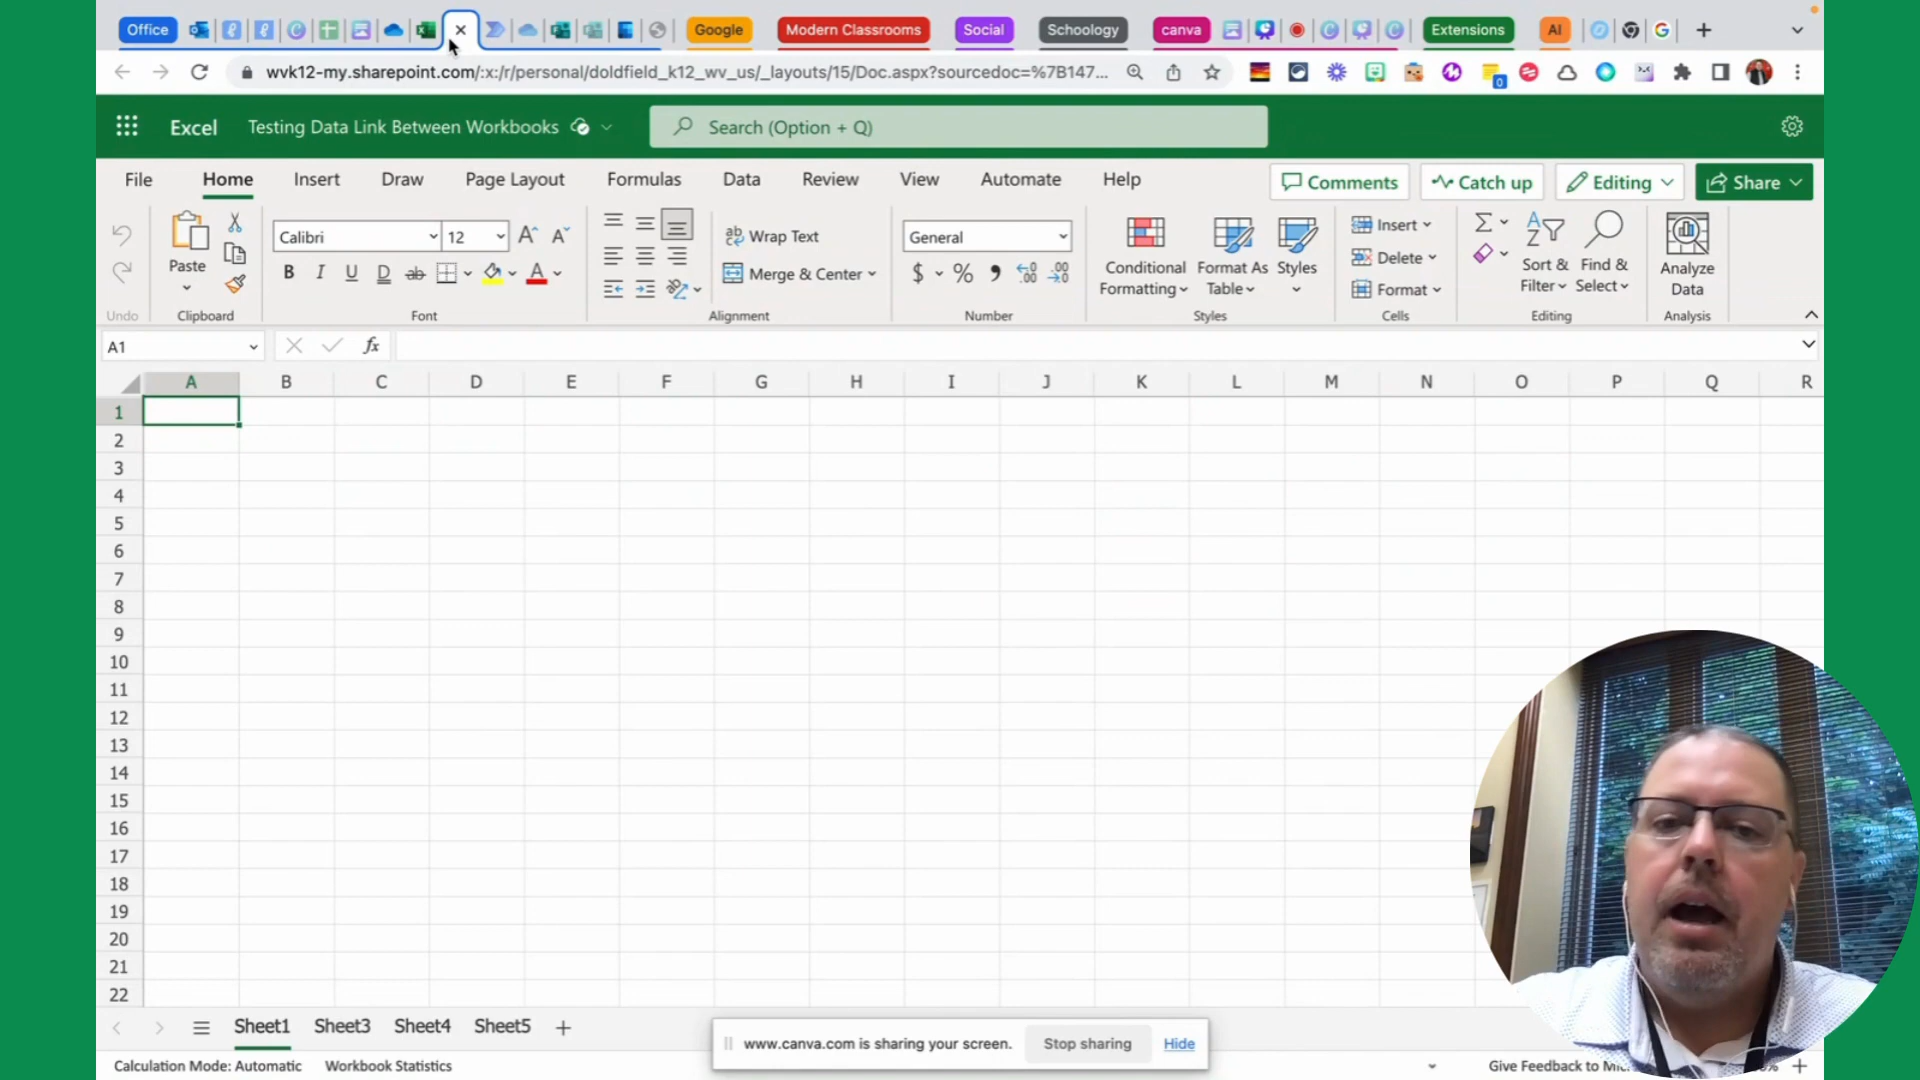 Office Google Modern Classrooms Social Schoology canva Extensions AI
wvk12-my.sharepoint.com/:x:/r/personal/doldfield_k12_wv_us/_layouts/15/Doc.aspx?sourcedoc=%7B147...
0
Excel Testing Data Link Between Workbooks Search (Option + Q)
File Home Insert Draw Page Layout Formulas Data Review View Automate Help Comments Catch up Editing Share
Calibri 12 Wrap Text General Insert
Paste B I U D ab Merge & Center $ % Conditional Formatting Format As Table Styles Delete Format Sort & Filter Find & Select Analyze Data
Undo Clipboard Font Alignment Number Styles Cells Editing Analysis
A1 fx
A B C D E F G H I J K L M N O P Q R
1
2
3
4
5
6
7
8
9
10
11
12
13
14
15
16
17
18
19
20
21
22
Sheet1 Sheet3 Sheet4 Sheet5
www.canva.com is sharing your screen. Stop sharing Hide
Calculation Mode: Automatic Workbook Statistics Give Feedback to